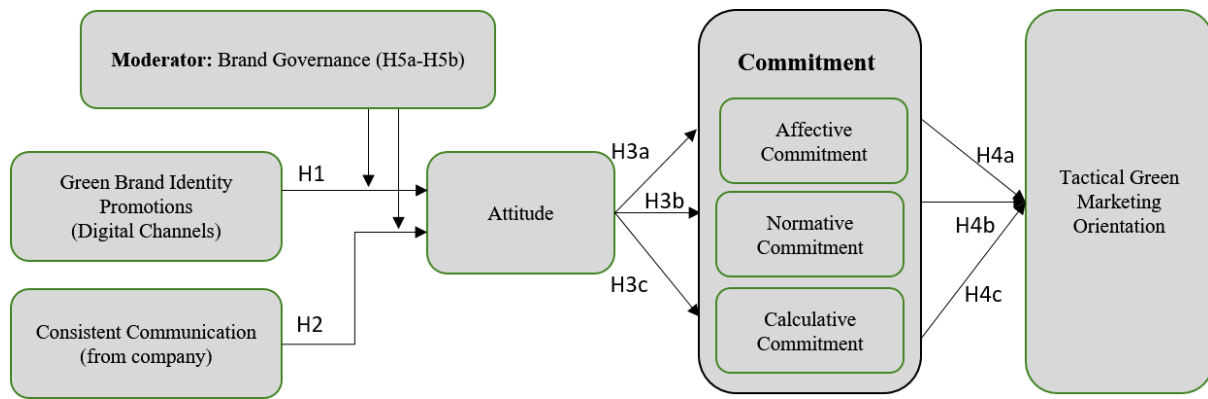 Moderator: Brand Governance (H5a-H5b)
Green Brand Identity
Promotions
(Digital Channels)
H1
Consistent Communication
(from company)
H2
Attitude
H3a
H3b
H3c
Commitment
Affective
Commitment
Normative
Commitment
Calculative
Commitment
H4a
H4b
H4c
Tactical Green
Marketing
Orientation